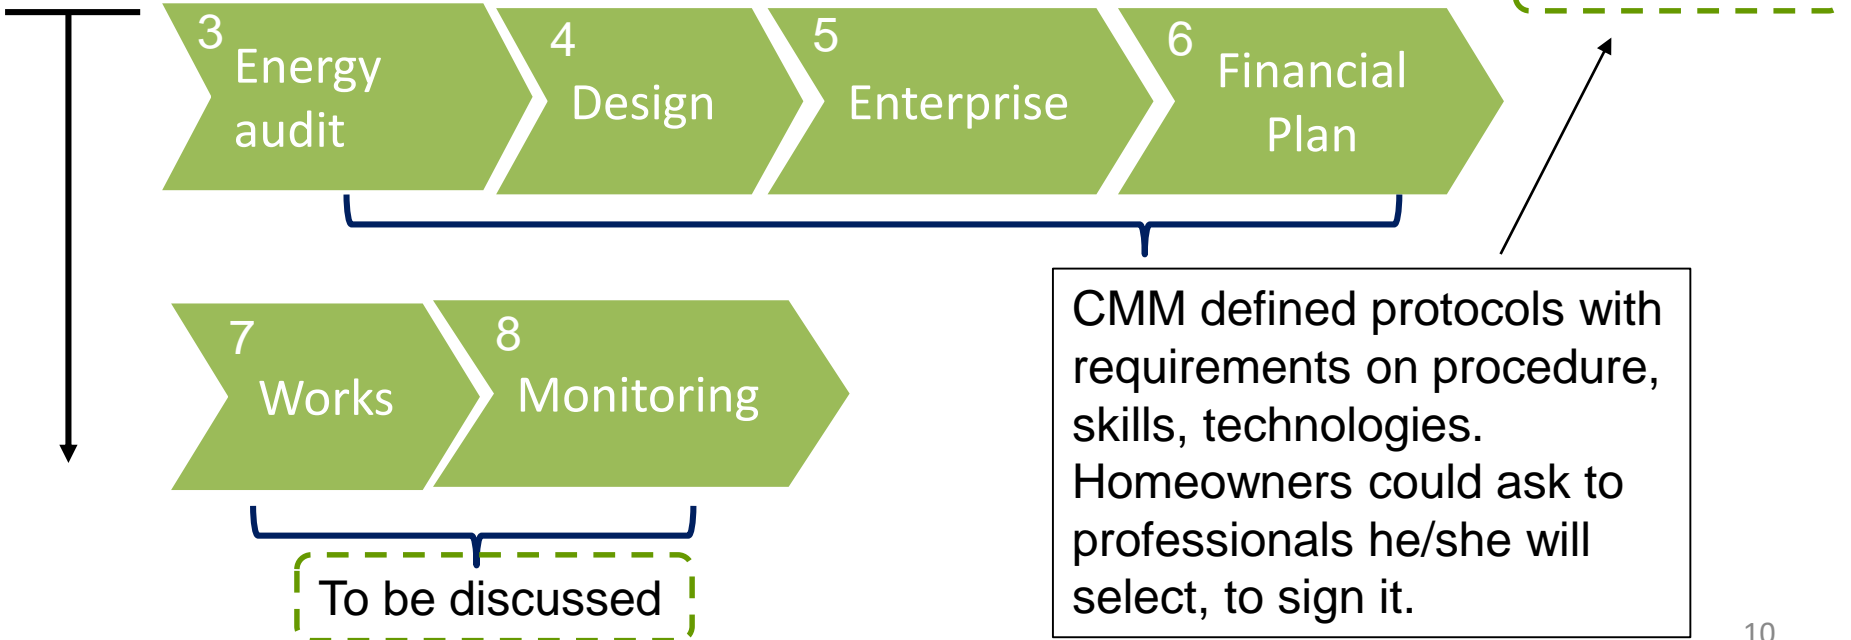 3
Energy
audit
4
Design
5
Enterprise
6
Financial
Plan
7
Works
8
Monitoring
CMM defined protocols with
requirements on procedure,
skills, technologies.
Homeowners could ask to
professionals he/she will
select, to sign it.
To be discussed
10